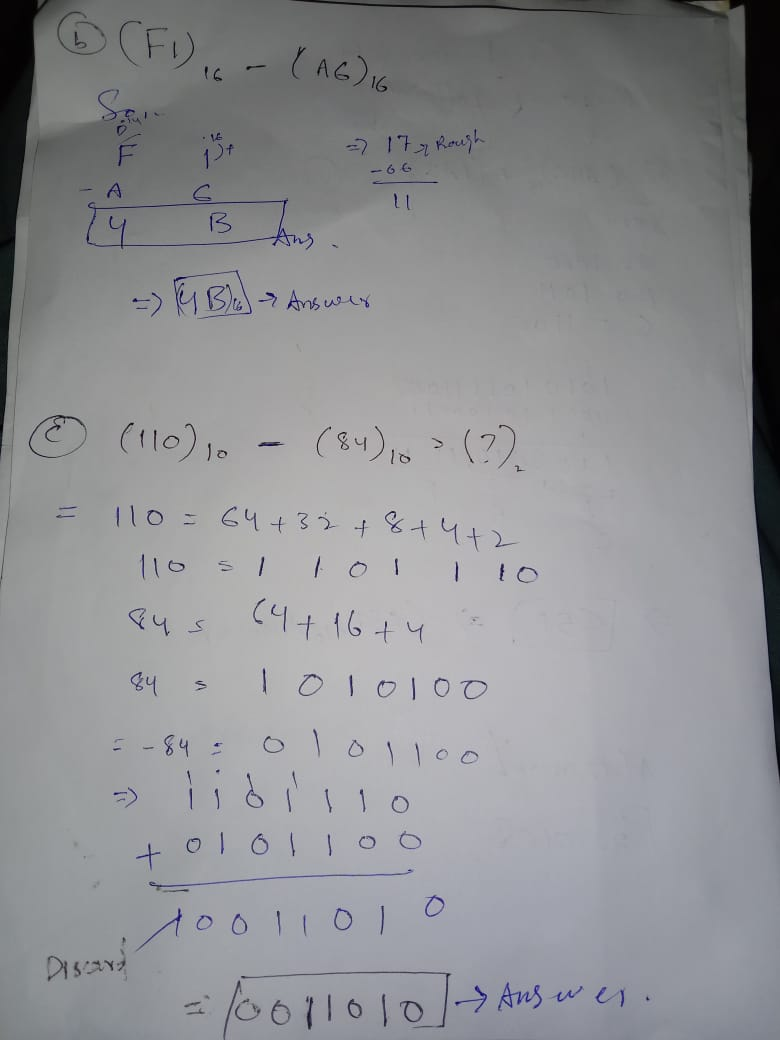 (b) (F1)₁₆ - (A6)₁₆
Soln.
F 1 ⇒ 17 → Rough
- A 6 - 06
4 B Ans. 11
⇒ (4B)₁₆ → Answer
(110)₁₀ - (84)₁₀ = (?)₂
= 110 = 64+32+8+4+2
110 = 1 1 0 1 1 1 0
84 = 64+16+4
84 = 1 0 1 0 1 0 0
= -84 = 0 1 0 1 1 0 0
⇒ 1 1 0 1 1 1 0
+ 0 1 0 1 1 0 0
1 0 0 1 1 0 1 0
Discard
= 0 0 1 1 0 1 0 → Answer.